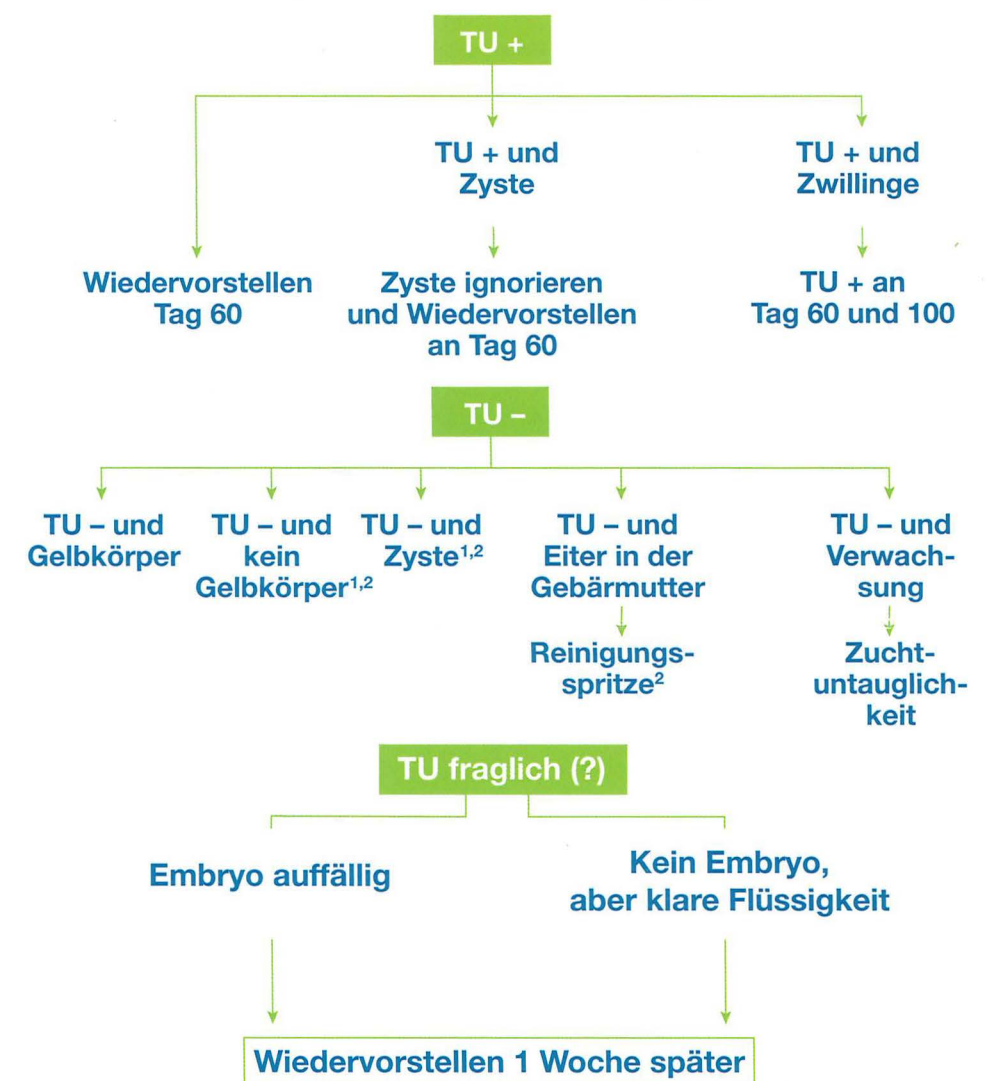 TU +
TU + und
Zyste
TU + und
Zwillinge
Wiedervorstellen
Tag 60
Zyste ignorieren
und Wiedervorstellen
an Tag 60
TU + an
Tag 60 und 100
TU –
TU – und
Gelbkörper
TU – und
kein
Gelbkörper¹,²
TU – und
Zyste¹,²
TU – und
Eiter in der
Gebärmutter
TU – und
Verwach-
sung
Reinigungs-
spritze²
Zucht-
untauglich-
keit
TU fraglich (?)
Embryo auffällig
Kein Embryo,
aber klare Flüssigkeit
Wiedervorstellen 1 Woche später